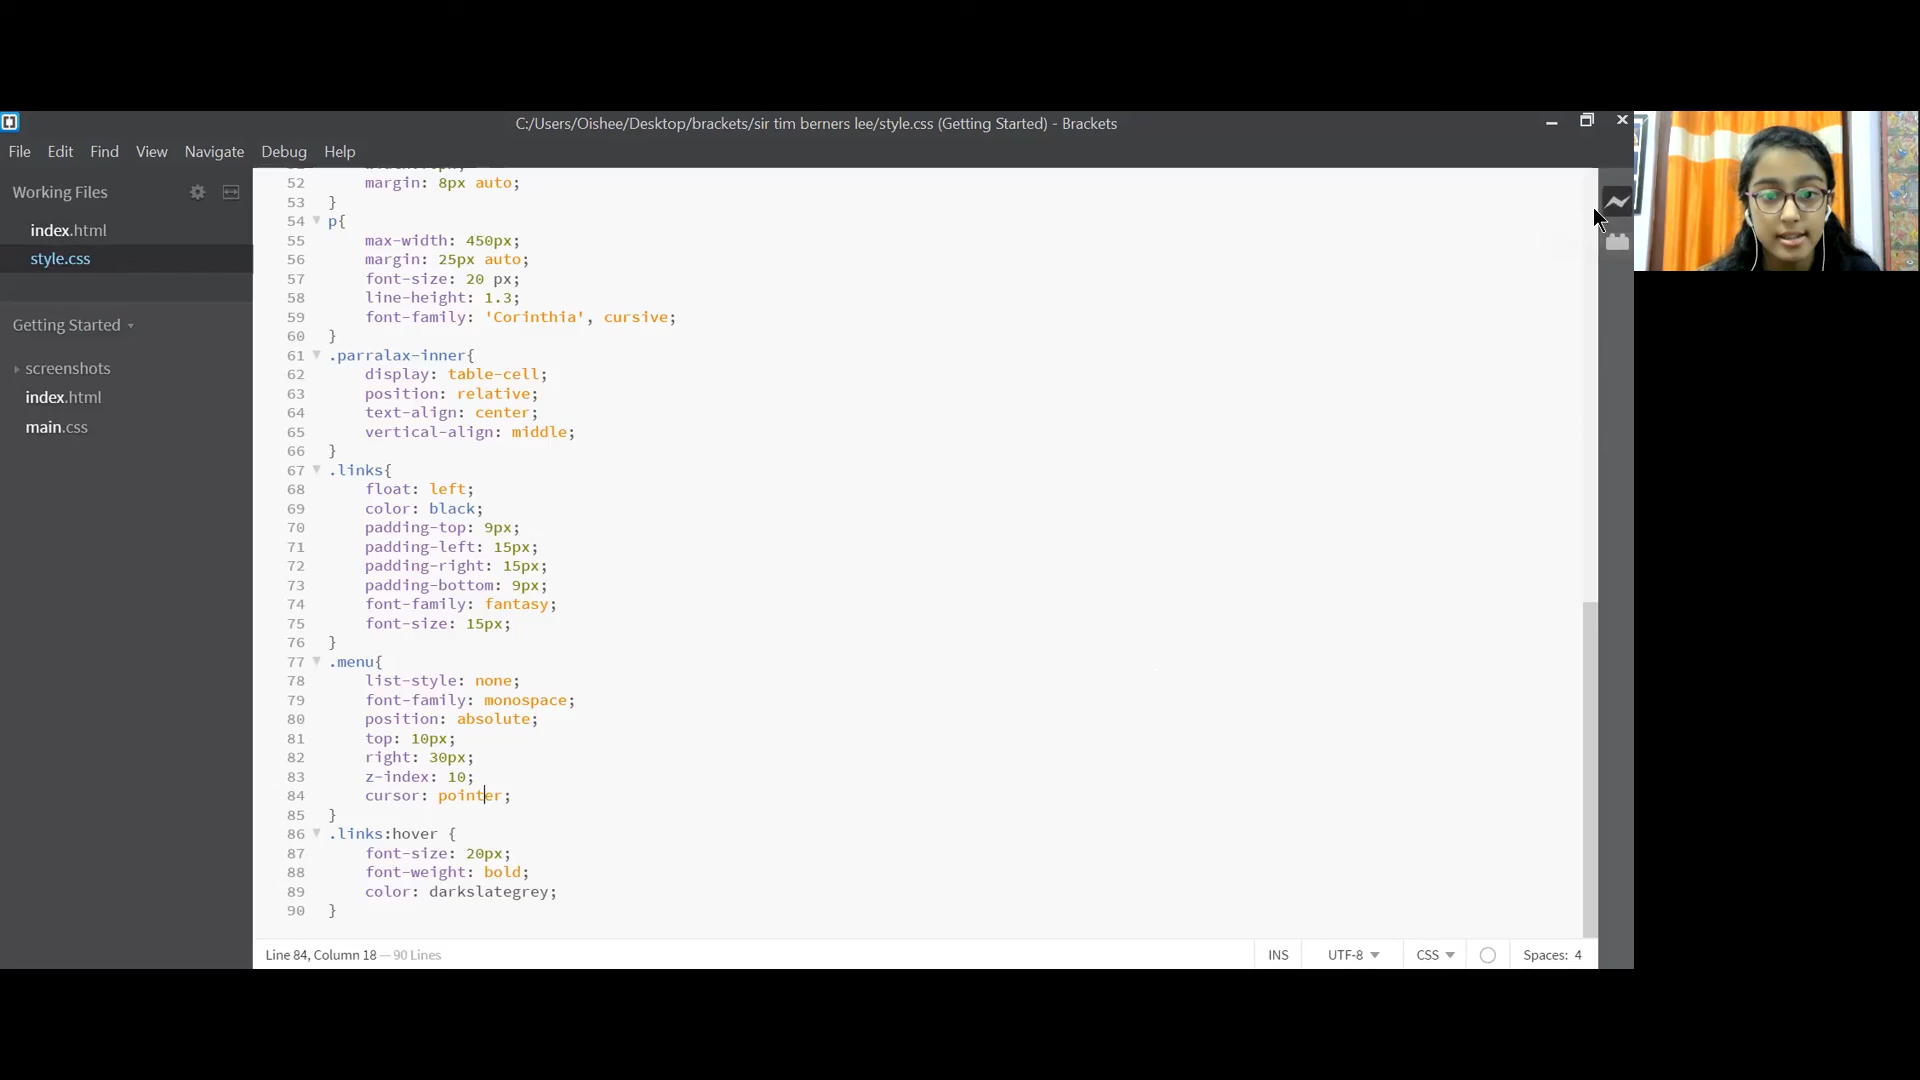 C:/Users/Oishee/Desktop/brackets/sir tim berners lee/style.css (Getting Started) - Brackets
File Edit Find View Navigate Debug Help
Working Files
index.html
style.css
Getting Started
screenshots
index.html
main.css
52 margin: 8px auto;
53 }
54 p{
55 max-width: 450px;
56 margin: 25px auto;
57 font-size: 20 px;
58 line-height: 1.3;
59 font-family: 'Corinthia', cursive;
60 }
61 .parralax-inner{
62 display: table-cell;
63 position: relative;
64 text-align: center;
65 vertical-align: middle;
66 }
67 .links{
68 float: left;
69 color: black;
70 padding-top: 9px;
71 padding-left: 15px;
72 padding-right: 15px;
73 padding-bottom: 9px;
74 font-family: fantasy;
75 font-size: 15px;
76 }
77 .menu{
78 list-style: none;
79 font-family: monospace;
80 position: absolute;
81 top: 10px;
82 right: 30px;
83 z-index: 10;
84 cursor: pointer;
85 }
86 .links:hover {
87 font-size: 20px;
88 font-weight: bold;
89 color: darkslategrey;
90 }
Line 84, Column 18 — 90 Lines INS UTF-8 CSS Spaces: 4